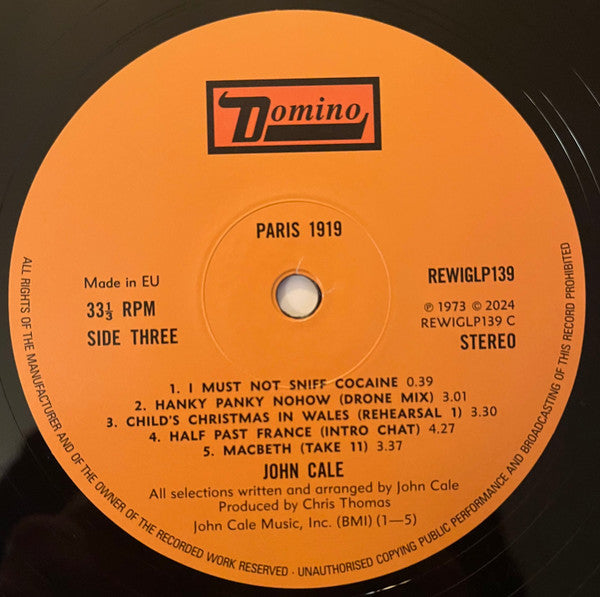 Domino
PARIS 1919
Made in EU
33⅓ RPM
SIDE THREE
REWIGLP139
℗ 1973 © 2024
REWIGLP139 C
STEREO
1. I MUST NOT SNIFF COCAINE 0.39
2. HANKY PANKY NOHOW (DRONE MIX) 3.01
3. CHILD'S CHRISTMAS IN WALES (REHEARSAL 1) 3.30
4. HALF PAST FRANCE (INTRO CHAT) 4.27
5. MACBETH (TAKE 11) 3.37
JOHN CALE
All selections written and arranged by John Cale
Produced by Chris Thomas
John Cale Music, Inc. (BMI) (1—5)
ALL RIGHTS OF THE MANUFACTURER AND OF THE OWNER OF THE RECORDED WORK RESERVED · UNAUTHORISED COPYING PUBLIC PERFORMANCE AND BROADCASTING OF THIS RECORD PROHIBITED